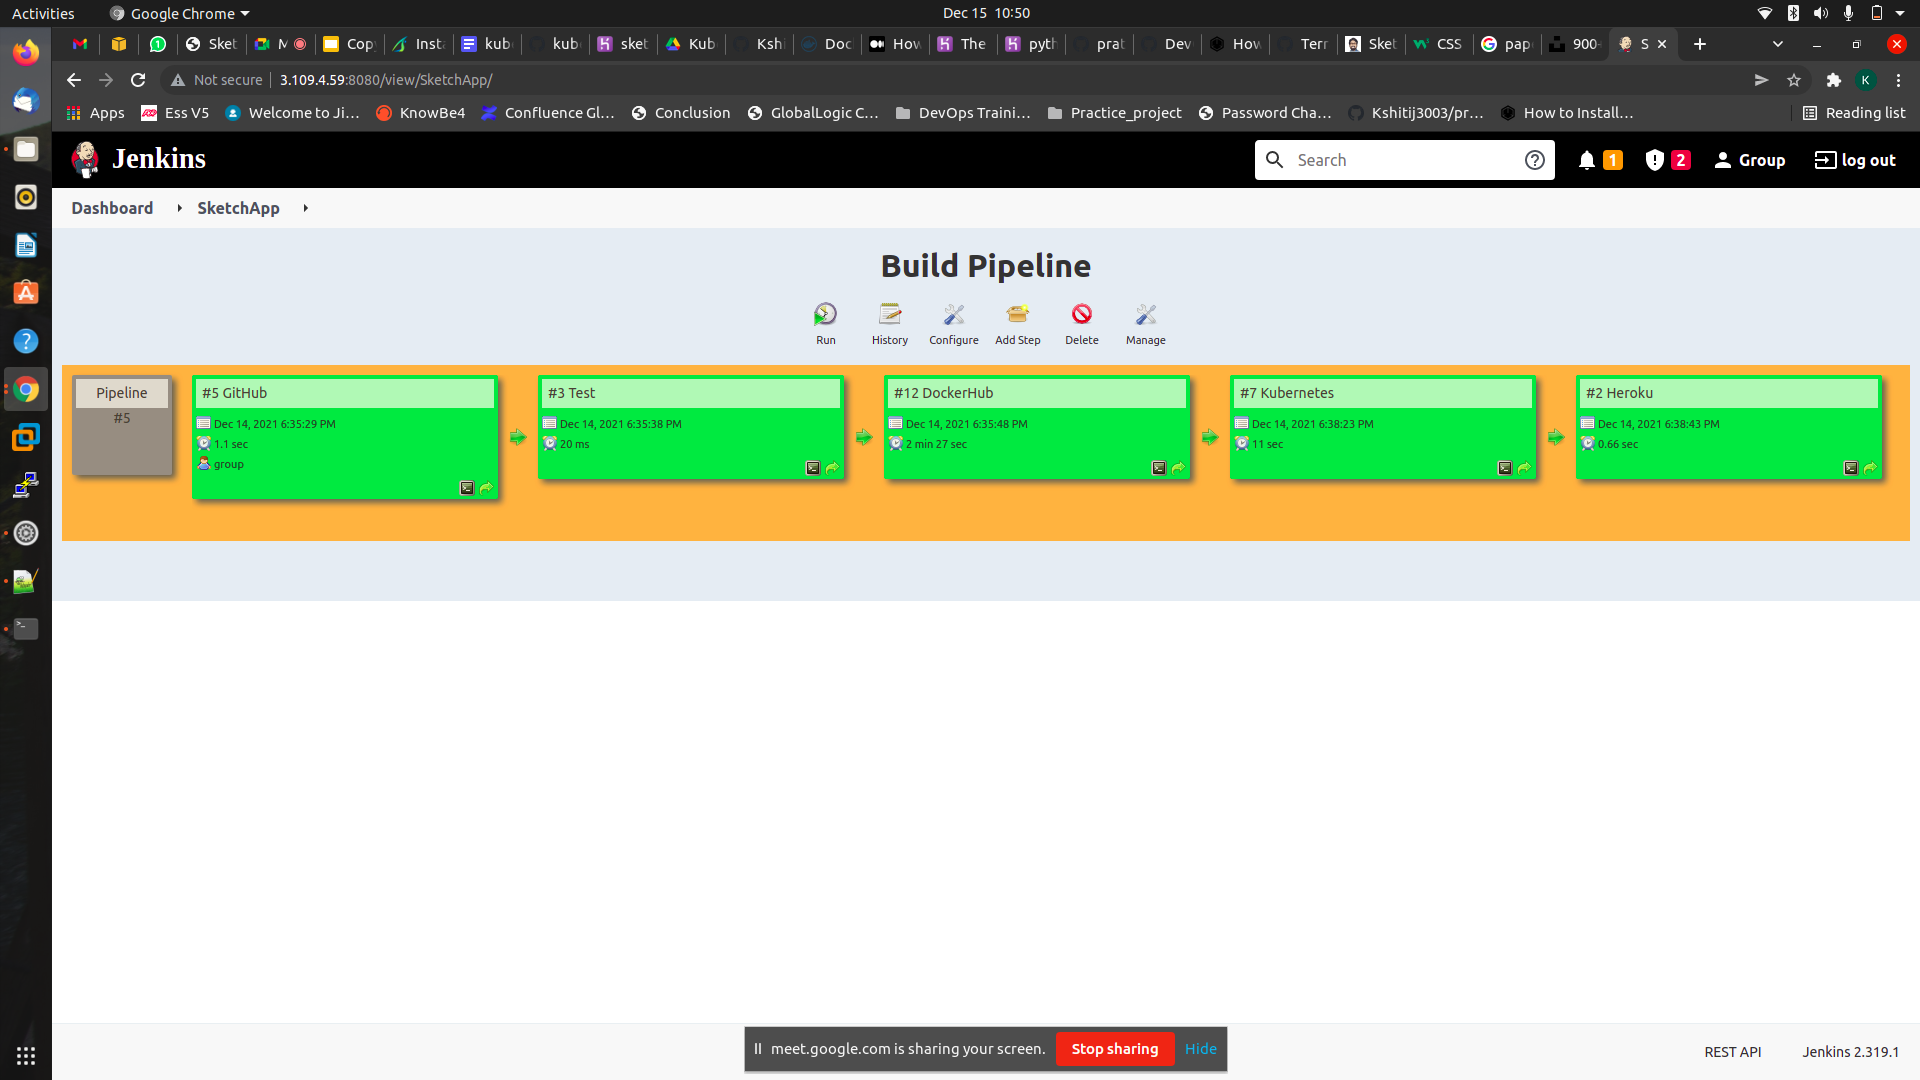 Activities
Google Chrome
Dec 15 10:50
Sket
M
Cop
Insta
kub
kub
sket
Kub
Kshi
Doc
How
The
pyth
prat
Dev
How
Terr
Sket
CSS
pap
900+
S
Not secure
3.109.4.59:8080/view/SketchApp/
K
Apps
Ess V5
Welcome to Ji...
KnowBe4
Confluence Gl...
Conclusion
GlobalLogic C...
DevOps Traini...
Practice_project
Password Cha...
Kshitij3003/pr...
How to Install...
Reading list
Jenkins
Search
1
2
Group
log out
Dashboard
SketchApp
Build Pipeline
Run
History
Configure
Add Step
Delete
Manage
Pipeline
#5
#5 GitHub
Dec 14, 2021 6:35:29 PM
1.1 sec
group
#3 Test
Dec 14, 2021 6:35:38 PM
20 ms
#12 DockerHub
Dec 14, 2021 6:35:48 PM
2 min 27 sec
#7 Kubernetes
Dec 14, 2021 6:38:23 PM
11 sec
#2 Heroku
Dec 14, 2021 6:38:43 PM
0.66 sec
meet.google.com is sharing your screen.
Stop sharing
Hide
REST API
Jenkins 2.319.1